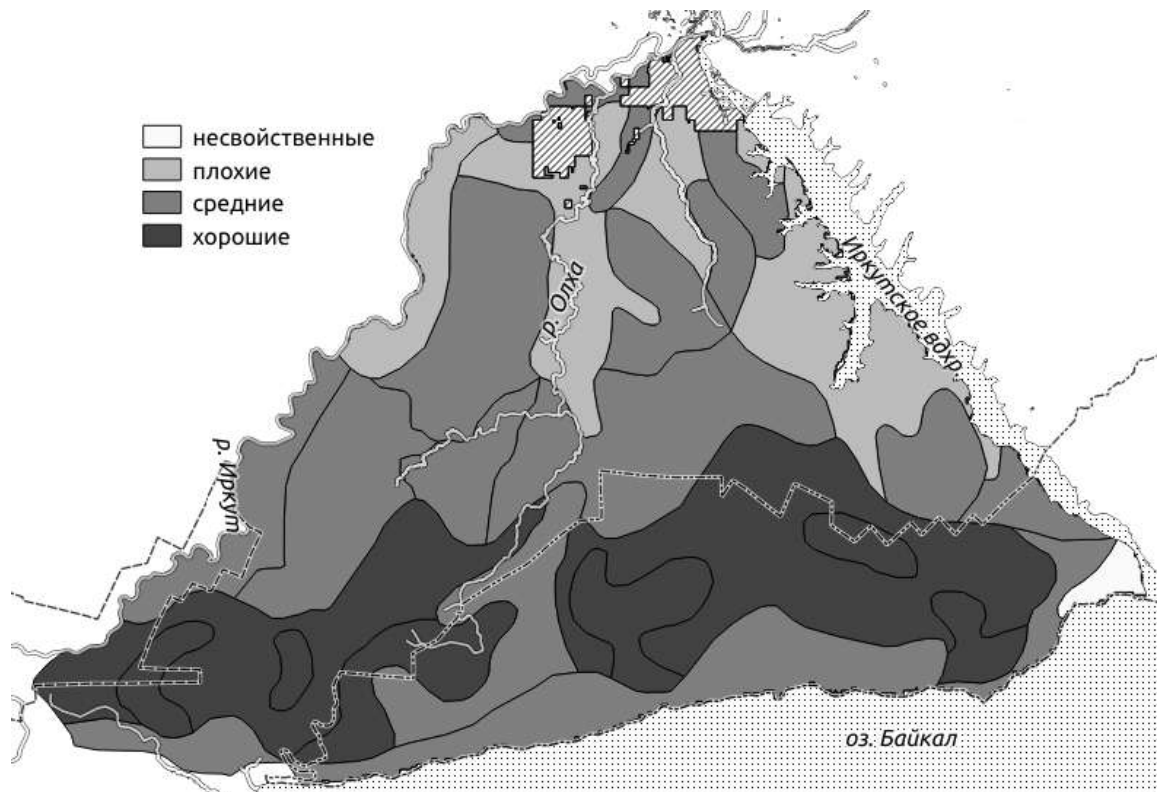 несвойственные
плохие
средние
хорошие
р. Олха
Иркутское вдхр.
р. Иркут
оз. Байкал